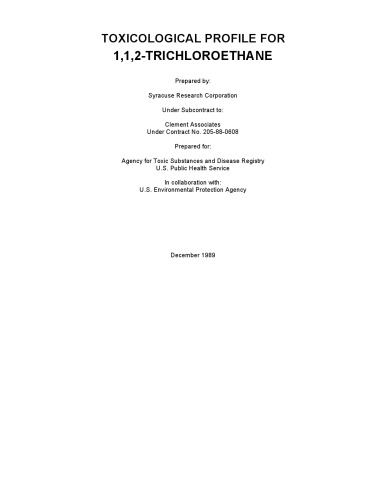 TOXICOLOGICAL PROFILE FOR
1,1,2-TRICHLOROETHANE
Prepared by:
Syracuse Research Corporation
Under Subcontract to:
Clement Associates
Under Contract No. 205-88-0608
Prepared for:
Agency for Toxic Substances and Disease Registry
U.S. Public Health Service
In collaboration with:
U.S. Environmental Protection Agency
December 1989